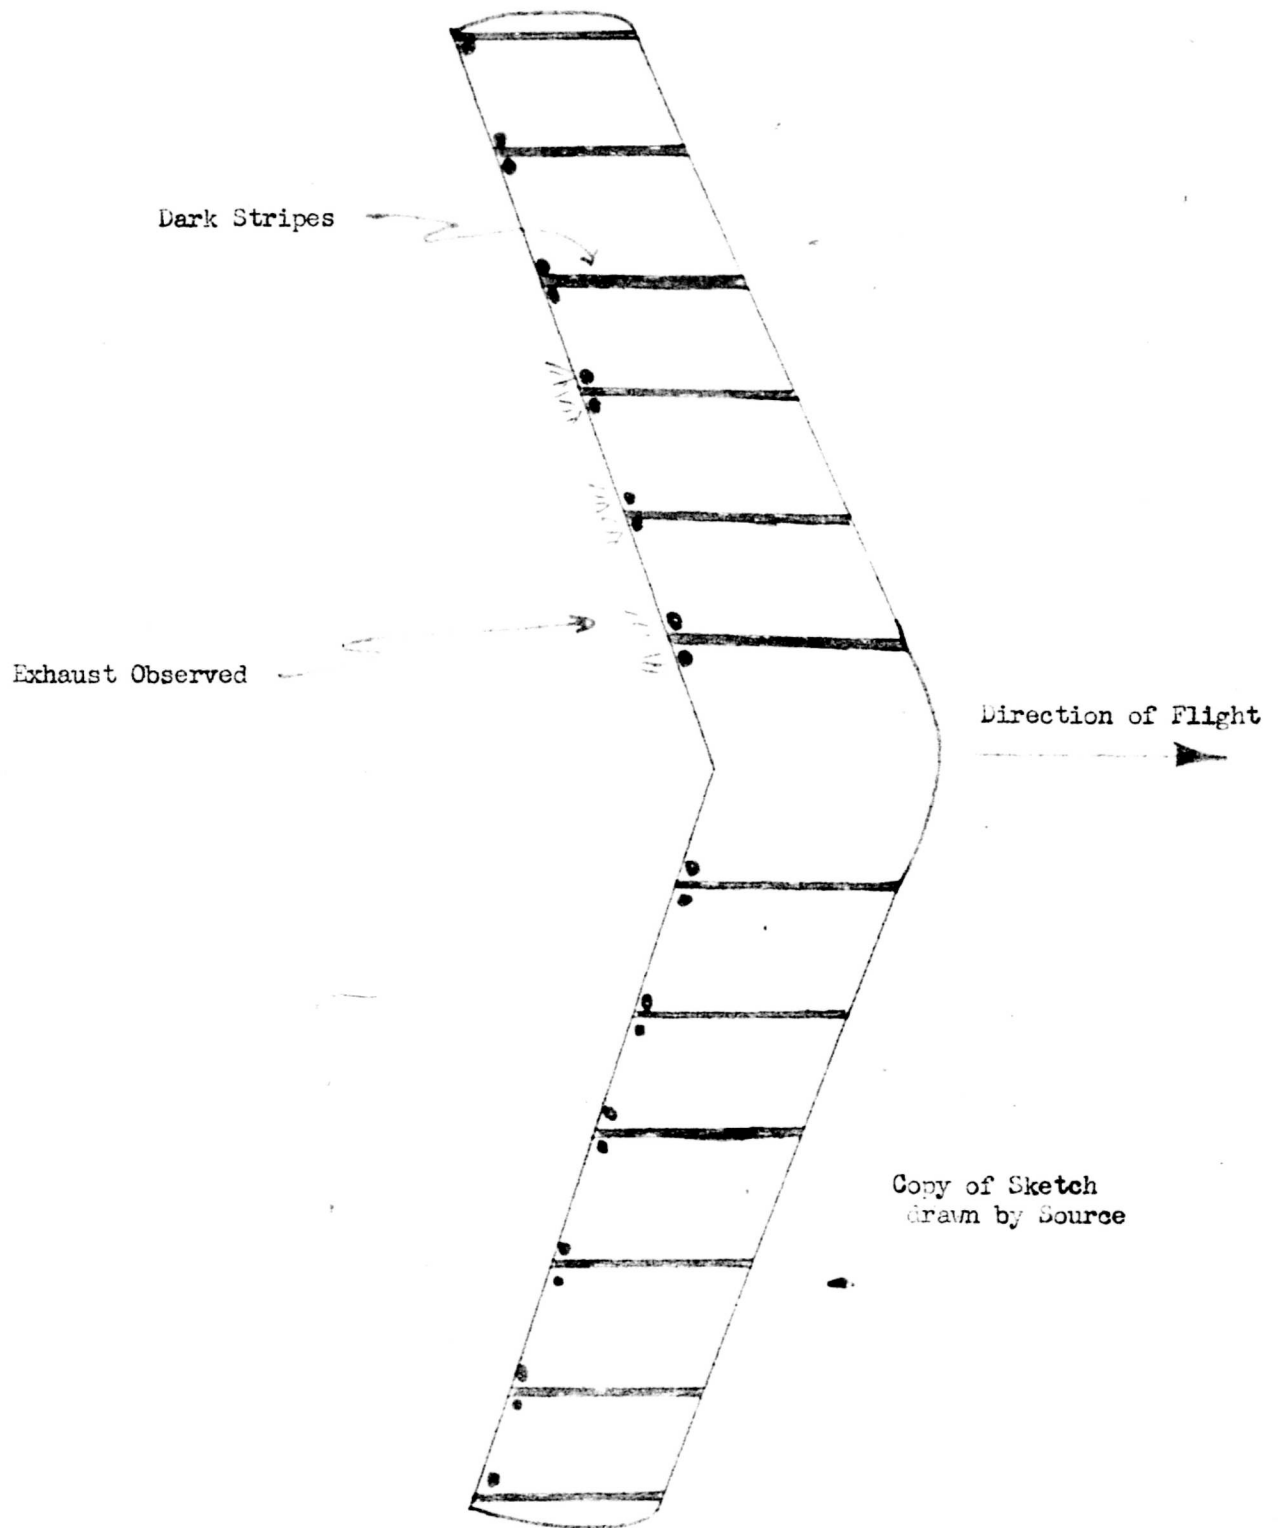 Dark Stripes
Exhaust Observed
Direction of Flight
Copy of Sketch
drawn by Source